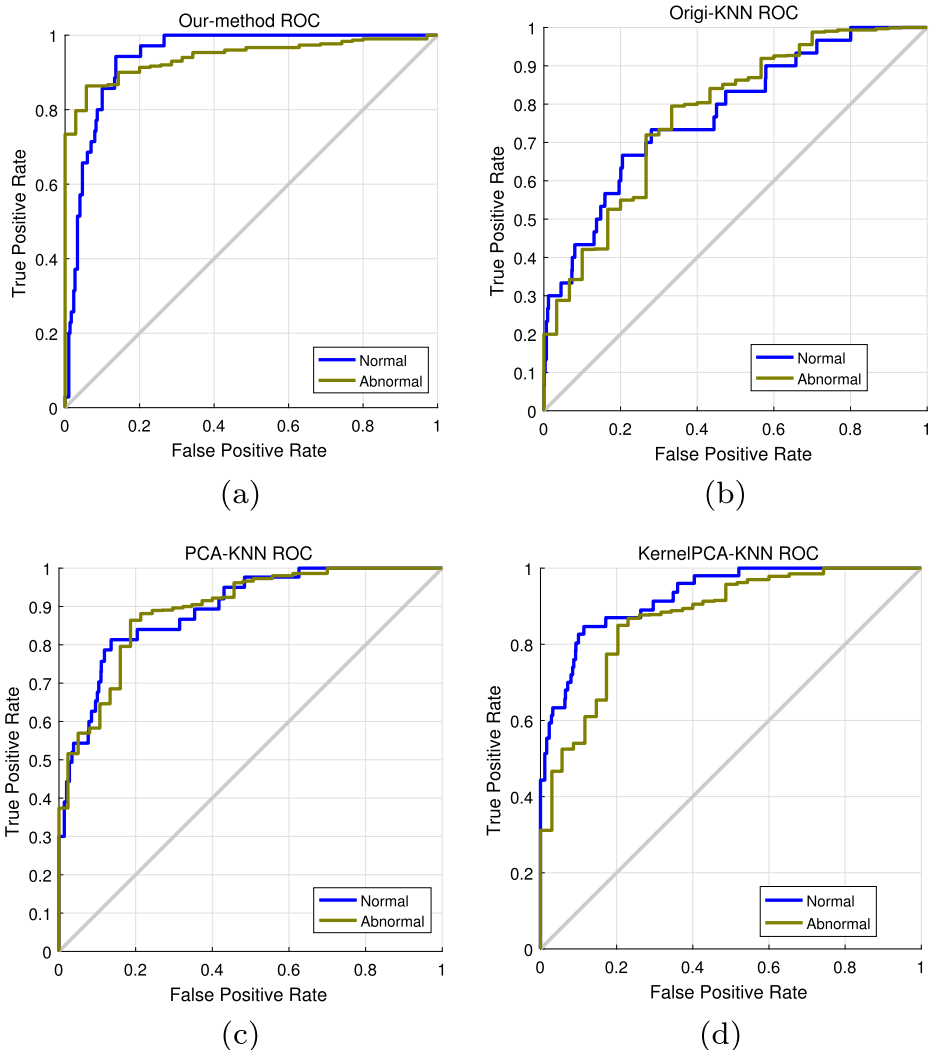 Our-method ROC
1
0.8
0.6
0.4
0.2
0
True Positive Rate
0 0.2 0.4 0.6 0.8 1
False Positive Rate
Normal
Abnormal
(a)
Origi-KNN ROC
1
0.9
0.8
0.7
0.6
0.5
0.4
0.3
0.2
0.1
0
True Positive Rate
0 0.2 0.4 0.6 0.8 1
False Positive Rate
Normal
Abnormal
(b)
PCA-KNN ROC
1
0.9
0.8
0.7
0.6
0.5
0.4
0.3
0.2
0.1
0
True Positive Rate
0 0.2 0.4 0.6 0.8 1
False Positive Rate
Normal
Abnormal
(c)
KernelPCA-KNN ROC
1
0.8
0.6
0.4
0.2
0
True Positive Rate
0 0.2 0.4 0.6 0.8 1
False Positive Rate
Normal
Abnormal
(d)